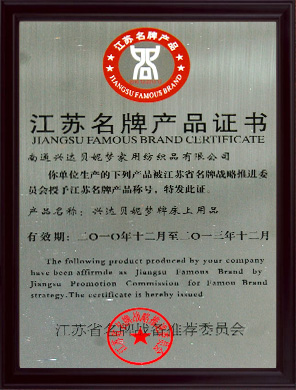 江苏名牌产品
JIANGSU FAMOUS BRAND
江苏名牌产品证书
JIANGSU FAMOUS BRAND CERTIFICATE
南通兴达贝妮梦家用纺织品有限公司
你单位生产的下列产品被江苏省名牌战略推进委
员会授予江苏名牌产品称号，特发此证。
产品名称：兴达贝妮梦牌床上用品
有效期：二〇一〇年十二月至二〇一三年十二月
The following product produced by your company
have been affirmde as Jiangsu Famous Brand by
Jiangsu Promotion Commission for Famou Brand
strategy.The certificate is hereby issued
江苏省名牌战略推荐委员会